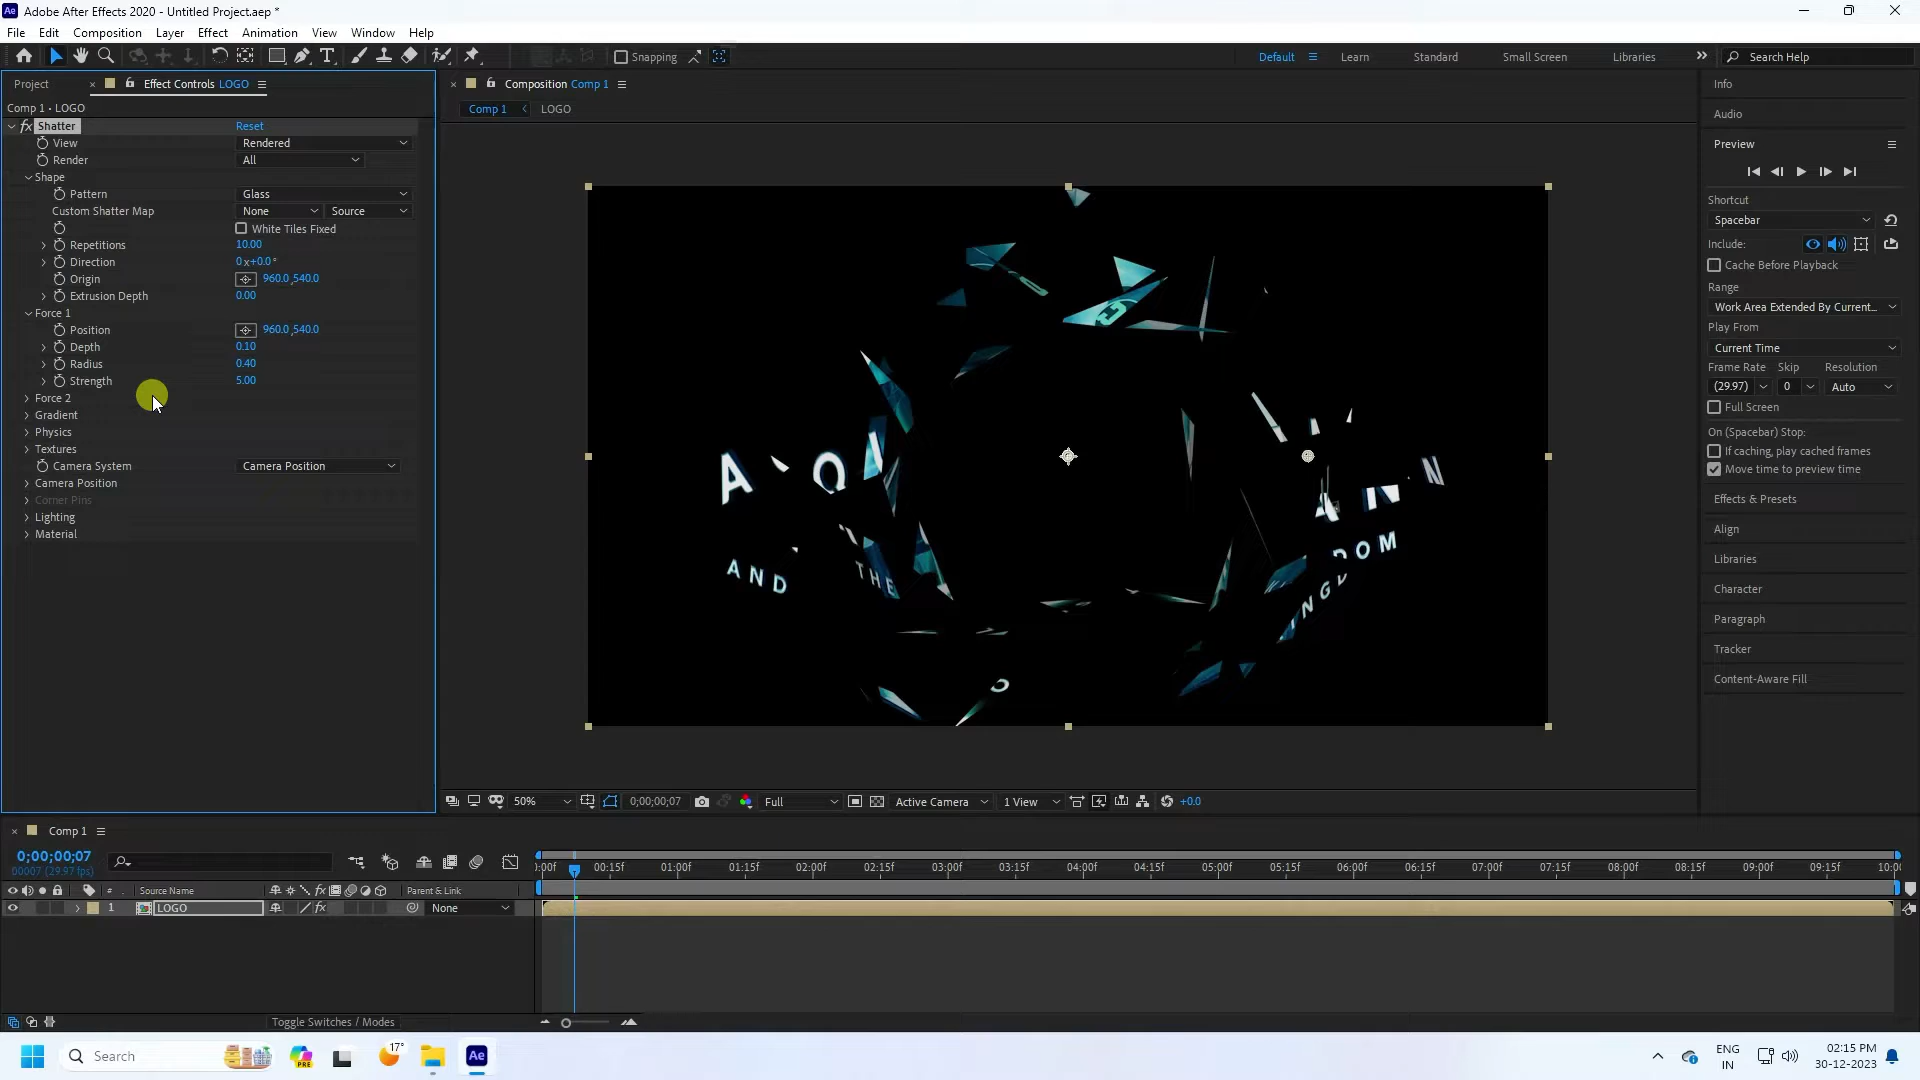 Adobe After Effects 2020 - Untitled Project.aep *
File Edit Composition Layer Effect Animation View Window Help
Snapping
Default Learn Standard Small Screen Libraries Search Help
Project Effect Controls LOGO
Composition Comp 1
Comp 1 • LOGO
Comp 1 LOGO
fx Shatter Reset
View Rendered
Render All
Shape
Pattern Glass
Custom Shatter Map None Source
White Tiles Fixed
Repetitions 10.00
Direction 0x+0.0°
Origin 960.0,540.0
Extrusion Depth 0.00
Force 1
Position 960.0,540.0
Depth 0.10
Radius 0.40
Strength 5.00
Force 2
Gradient
Physics
Textures
Camera System Camera Position
Camera Position
Corner Pins
Lighting
Material
AND THE
Info
Audio
Preview
Shortcut
Spacebar
Include:
Cache Before Playback
Range
Work Area Extended By Current...
Play From
Current Time
Frame Rate Skip Resolution
(29.97) 0 Auto
Full Screen
On (Spacebar) Stop:
If caching, play cached frames
Move time to preview time
Effects & Presets
Align
Libraries
Character
Paragraph
Tracker
Content-Aware Fill
50% 0;00;00;07 Full Active Camera 1 View +0.0
Comp 1
0;00;00;07
00007 (29.97 fps)
:00f 00:15f 01:00f 01:15f 02:00f 02:15f 03:00f 03:15f 04:00f 04:15f 05:00f 05:15f 06:00f 06:15f 07:00f 07:15f 08:00f 08:15f 09:00f 09:15f 10:00
# Source Name fx Parent & Link
1 LOGO fx None
Toggle Switches / Modes
Search
PRE
17°
Ae
ENG
IN
02:15 PM
30-12-2023